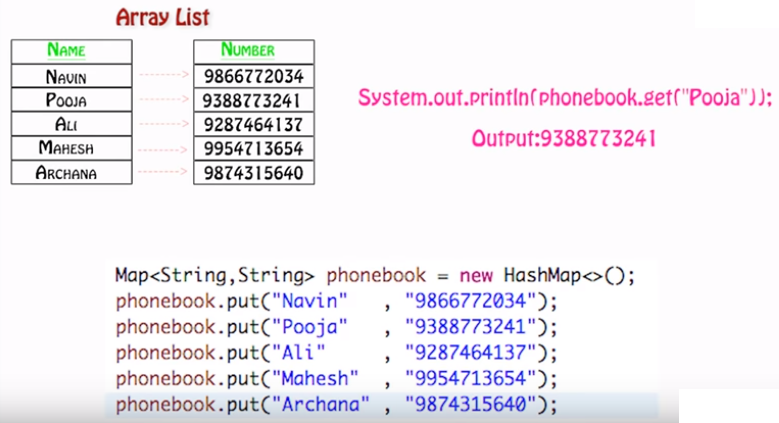 Array List
Name Number
Navin 9866772034
Pooja 9388773241
Ali 9287464137
Mahesh 9954713654
Archana 9874315640
System.out.println(phonebook.get("Pooja"));
Output:9388773241
Map<String,String> phonebook = new HashMap<>();
phonebook.put("Navin" , "9866772034");
phonebook.put("Pooja" , "9388773241");
phonebook.put("Ali" , "9287464137");
phonebook.put("Mahesh" , "9954713654");
phonebook.put("Archana" , "9874315640");